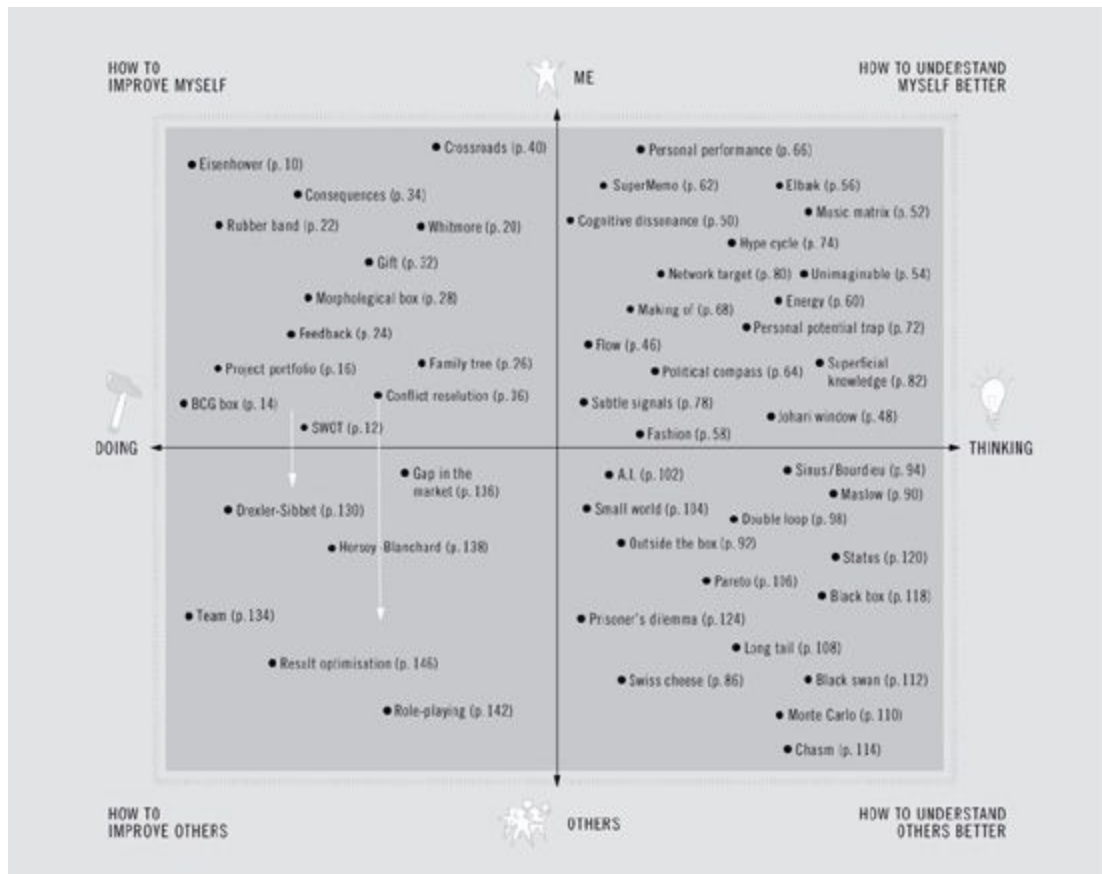 HOW TO
IMPROVE MYSELF
ME
HOW TO UNDERSTAND
MYSELF BETTER
Crossroads (p. 40)
Eisenhower (p. 10)
Consequences (p. 34)
Rubber band (p. 22)
Whitmore (p. 20)
Gift (p. 32)
Morphological box (p. 28)
Feedback (p. 24)
Project portfolio (p. 16)
Family tree (p. 26)
BCG box (p. 14)
Conflict resolution (p. 36)
SWOT (p. 12)
Personal performance (p. 66)
SuperMemo (p. 62)
Elbæk (p. 56)
Music matrix (p. 52)
Cognitive dissonance (p. 50)
Hype cycle (p. 74)
Network target (p. 80)
Unimaginable (p. 54)
Energy (p. 60)
Making of (p. 68)
Personal potential trap (p. 72)
Flow (p. 46)
Political compass (p. 64)
Superficial
knowledge (p. 82)
Subtle signals (p. 78)
Johari window (p. 48)
Fashion (p. 58)
DOING
THINKING
Gap in the
market (p. 136)
Drexler-Sibbet (p. 130)
Hersey-Blanchard (p. 138)
Team (p. 134)
Result optimisation (p. 146)
Role-playing (p. 142)
A.I. (p. 102)
Sinus/Bourdieu (p. 94)
Maslow (p. 90)
Small world (p. 104)
Double loop (p. 98)
Outside the box (p. 92)
Status (p. 120)
Pareto (p. 106)
Black box (p. 118)
Prisoner's dilemma (p. 124)
Long tail (p. 108)
Swiss cheese (p. 86)
Black swan (p. 112)
Monte Carlo (p. 110)
Chasm (p. 114)
HOW TO
IMPROVE OTHERS
OTHERS
HOW TO UNDERSTAND
OTHERS BETTER